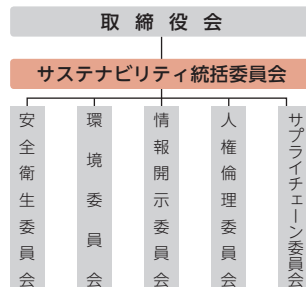 取締役会
サステナビリティ統括委員会
安全衛生委員会
環境委員会
情報開示委員会
人権倫理委員会
サプライチェーン委員会